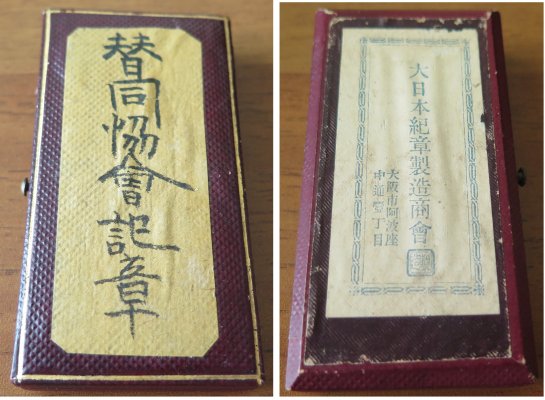 替同協會記章
大日本紀章製造商會
大阪市阿波座
中通壹丁目